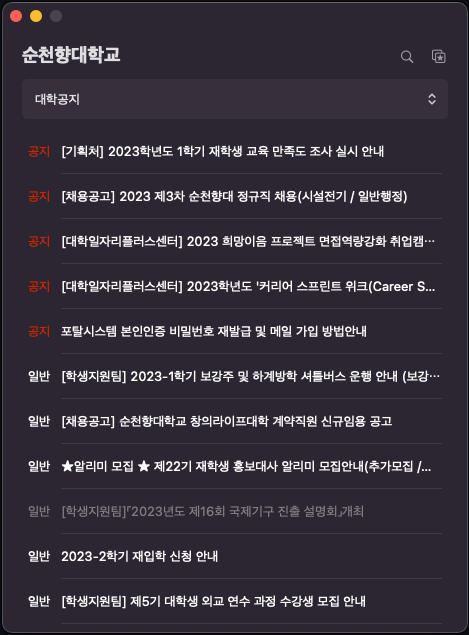 순천향대학교
대학공지
공지 [기획처] 2023학년도 1학기 재학생 교육 만족도 조사 실시 안내
공지 [채용공고] 2023 제3차 순천향대 정규직 채용(시설전기 / 일반행정)
공지 [대학일자리플러스센터] 2023 희망이음 프로젝트 면접역량강화 취업캠…
공지 [대학일자리플러스센터] 2023학년도 '커리어 스프린트 위크(Career S...
공지 포탈시스템 본인인증 비밀번호 재발급 및 메일 가입 방법안내
일반 [학생지원팀] 2023-1학기 보강주 및 하계방학 셔틀버스 운행 안내 (보강…
일반 [채용공고] 순천향대학교 창의라이프대학 계약직원 신규임용 공고
일반 ★알리미 모집 ★ 제22기 재학생 홍보대사 알리미 모집안내(추가모집 /...
일반 [학생지원팀]「2023년도 제16회 국제기구 진출 설명회」개최
일반 2023-2학기 재입학 신청 안내
일반 [학생지원팀] 제5기 대학생 외교 연수 과정 수강생 모집 안내